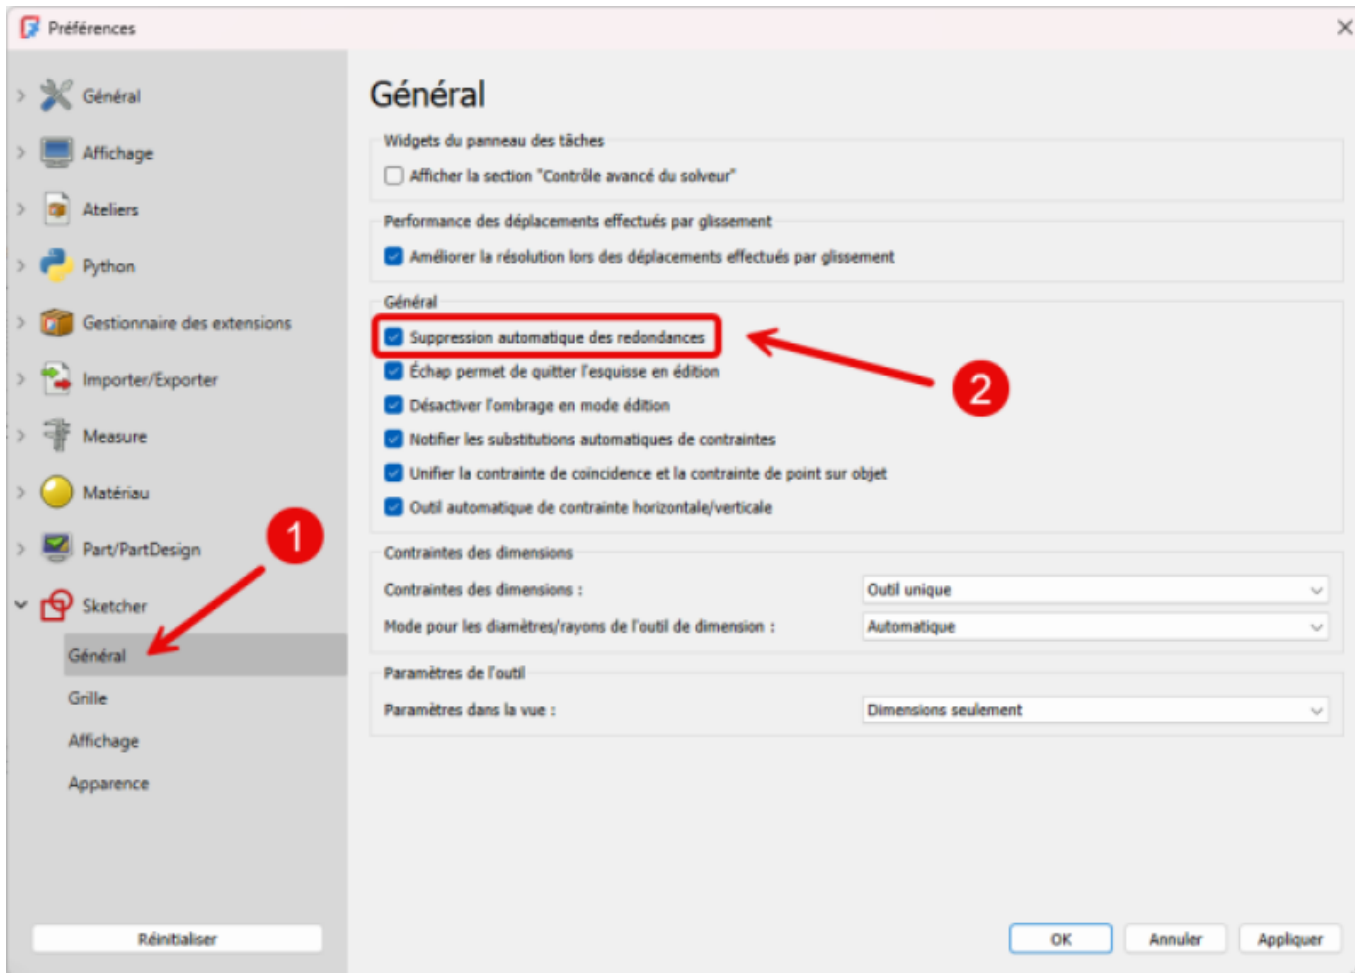 Préférences
Général
Affichage
Ateliers
Python
Gestionnaire des extensions
Importer/Exporter
Measure
Matériau
Part/PartDesign
1
Sketcher
Général
Grille
Affichage
Apparence
Réinitialiser
Général
Widgets du panneau des tâches
Afficher la section "Contrôle avancé du solveur"
Performance des déplacements effectués par glissement
Améliorer la résolution lors des déplacements effectués par glissement
Général
Suppression automatique des redondances
2
Échap permet de quitter l'esquisse en édition
Désactiver l'ombrage en mode édition
Notifier les substitutions automatiques de contraintes
Unifier la contrainte de coïncidence et la contrainte de point sur objet
Outil automatique de contrainte horizontale/verticale
Contraintes des dimensions
Contraintes des dimensions : Outil unique
Mode pour les diamètres/rayons de l'outil de dimension : Automatique
Paramètres de l'outil
Paramètres dans la vue : Dimensions seulement
OK Annuler Appliquer